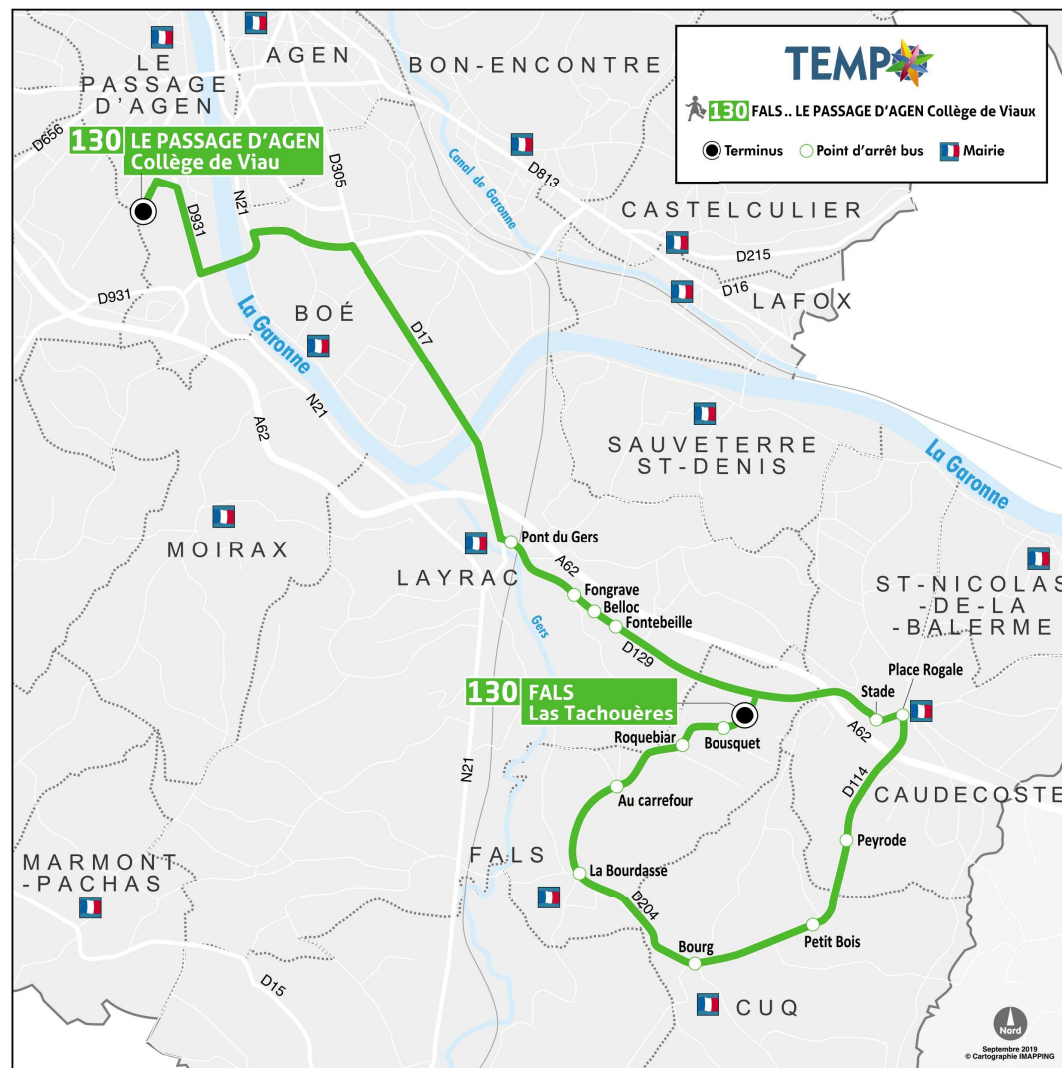 TEMPO
130 FALS .. LE PASSAGE D'AGEN Collège de Viaux
Terminus
Point d'arrêt bus
Mairie
LE
PASSAGE
D'AGEN
AGEN
BON-ENCONTRE
D656
130 LE PASSAGE D'AGEN
Collège de Viau
D305
Canal de Garonne
D813
N21
D931
CASTELCULIER
D215
D16
LAFOX
D931
La Garonne
BOÉ
D17
N21
A62
SAUVETERRE
ST-DENIS
La Garonne
MOIRAX
LAYRAC
Pont du Gers
A62
Fongrave
Belloc
Fontebeille
D129
Gers
ST-NICOLAS
-DE-LA
-BALERME
Place Rogale
Stade
A62
130 FALS
Las Tachouères
Roquebiar
Bousquet
N21
Au carrefour
D114
CAUDECOSTE
Peyrode
FALS
La Bourdasse
D204
MARMONT
-PACHAS
Bourg
Petit Bois
D15
CUQ
Nord
Septembre 2019
© Cartographie IMAPPING